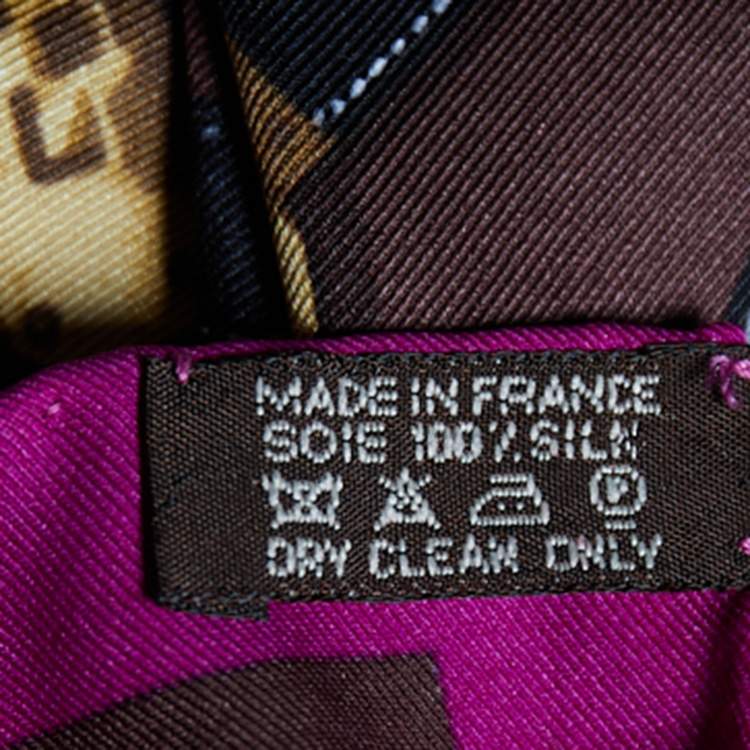 MADE IN FRANCE
SOIE 100% SILK
P
DRY CLEAN ONLY